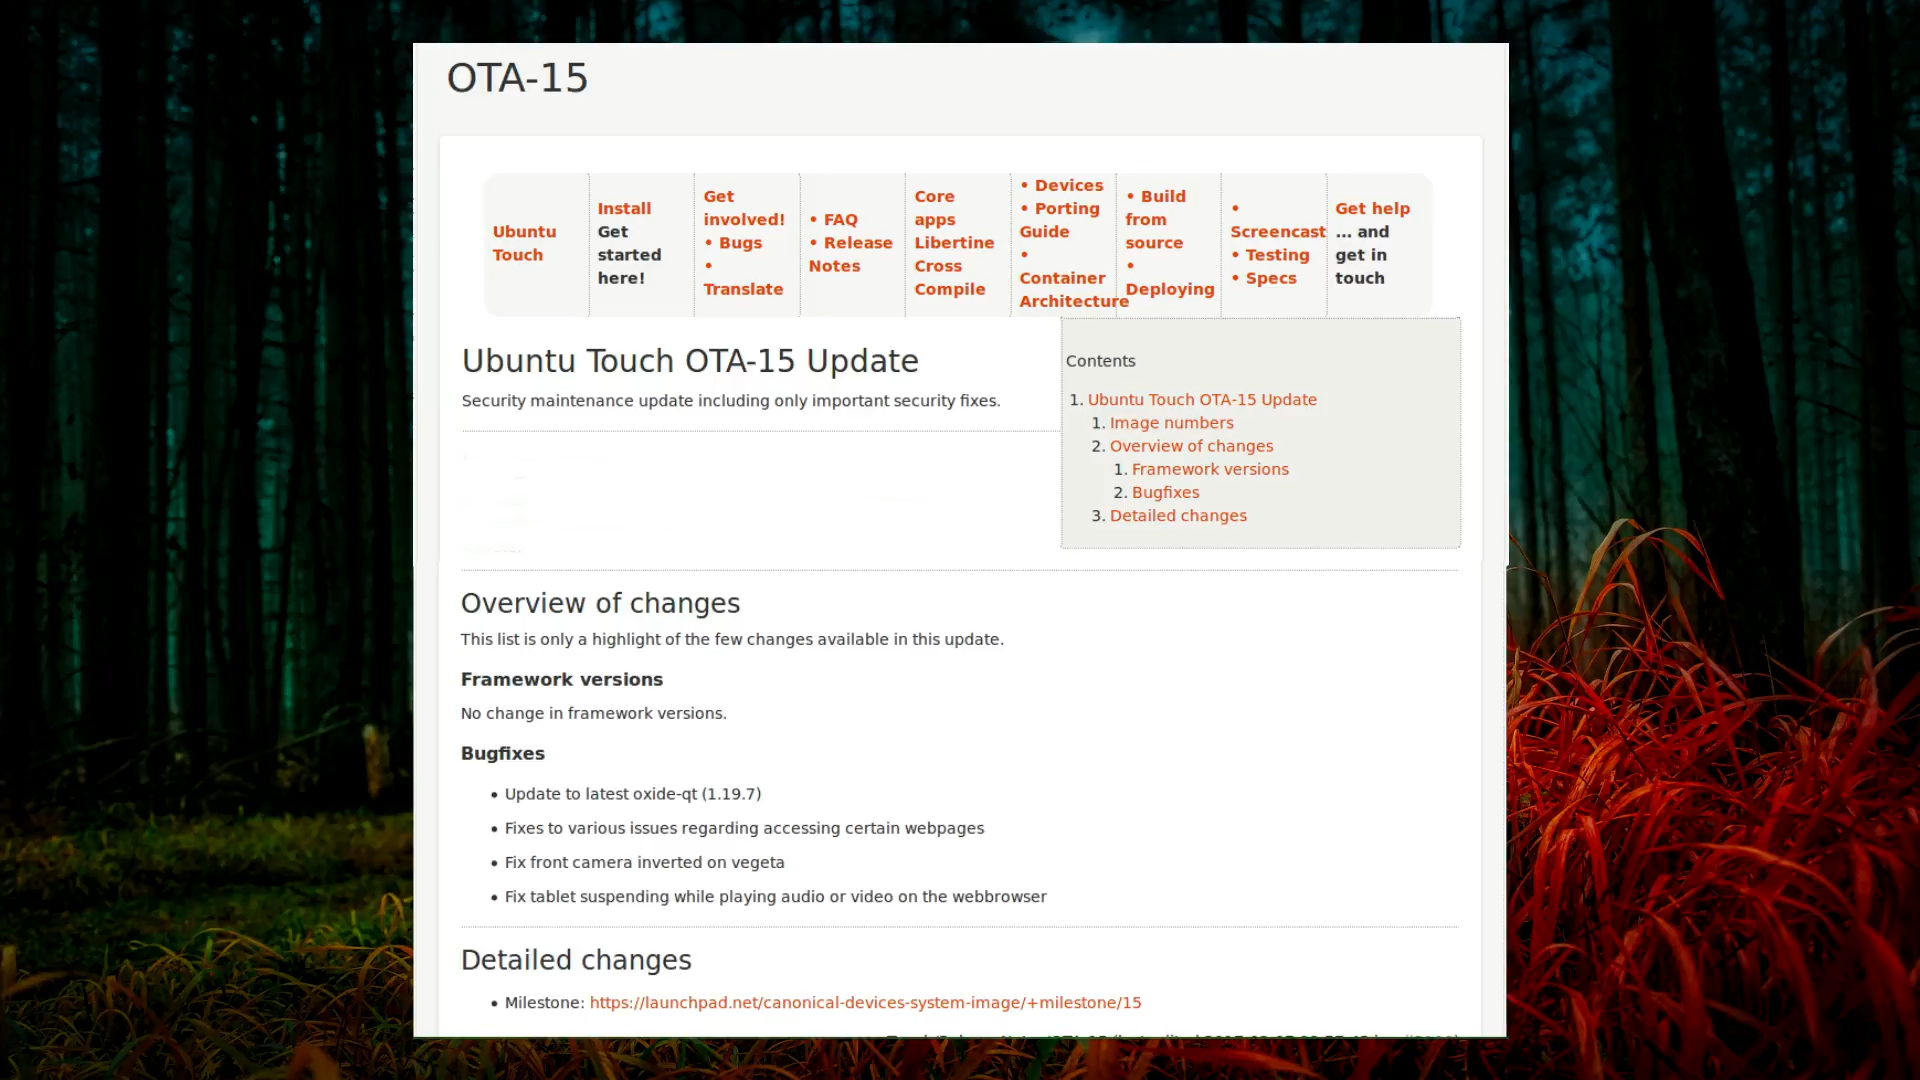 OTA-15
Ubuntu
Touch
Install
Get
started
here!
Get
involved!
• Bugs
•
Translate
• FAQ
• Release
Notes
Core
apps
Libertine
Cross
Compile
• Devices
• Porting
Guide
•
Container
Architecture
• Build
from
source
•
Deploying
•
Screencast
• Testing
• Specs
Get help
... and
get in
touch
Ubuntu Touch OTA-15 Update
Security maintenance update including only important security fixes.
Contents
1. Ubuntu Touch OTA-15 Update
1. Image numbers
2. Overview of changes
1. Framework versions
2. Bugfixes
3. Detailed changes
Overview of changes
This list is only a highlight of the few changes available in this update.
Framework versions
No change in framework versions.
Bugfixes
• Update to latest oxide-qt (1.19.7)
• Fixes to various issues regarding accessing certain webpages
• Fix front camera inverted on vegeta
• Fix tablet suspending while playing audio or video on the webbrowser
Detailed changes
• Milestone: https://launchpad.net/canonical-devices-system-image/+milestone/15